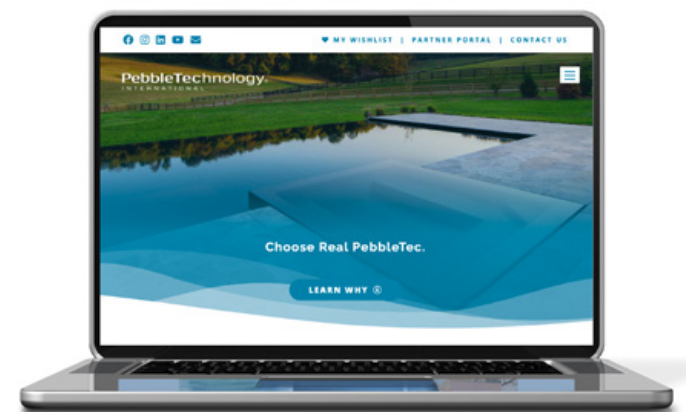 MY WISHLIST | PARTNER PORTAL | CONTACT US
PebbleTechnology.
INTERNATIONAL
Choose Real PebbleTec.
LEARN WHY